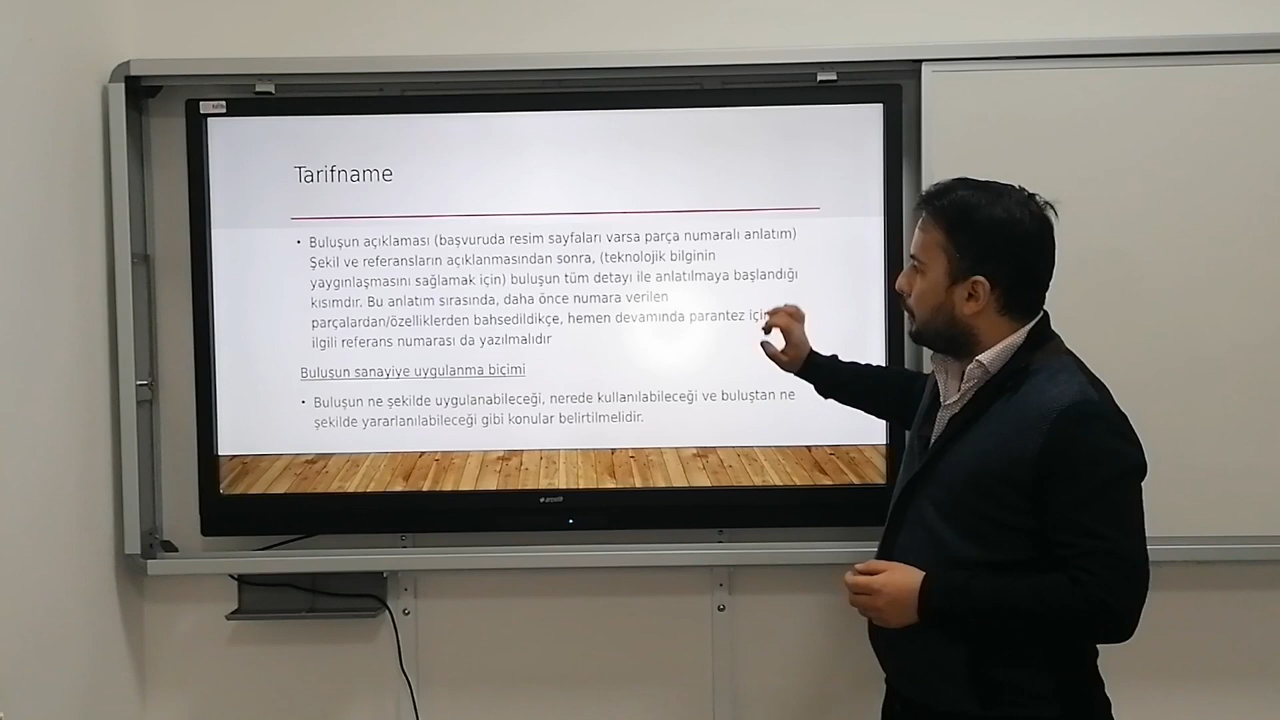 Tarifname
• Buluşun açıklaması (başvuruda resim sayfaları varsa parça numaralı anlatım)
Şekil ve referansların açıklanmasından sonra, (teknolojik bilginin
yaygınlaşmasını sağlamak için) buluşun tüm detayı ile anlatılmaya başlandığı
kısımdır. Bu anlatım sırasında, daha önce numara verilen
parçalardan/özelliklerden bahsedildikçe, hemen devamında parantez
ilgili referans numarası da yazılmalıdır
Buluşun sanayiye uygulanma biçimi
• Buluşun ne şekilde uygulanabileceği, nerede kullanılabileceği ve buluştan ne
şekilde yararlanılabileceği gibi konular belirtilmelidir.
arçelik